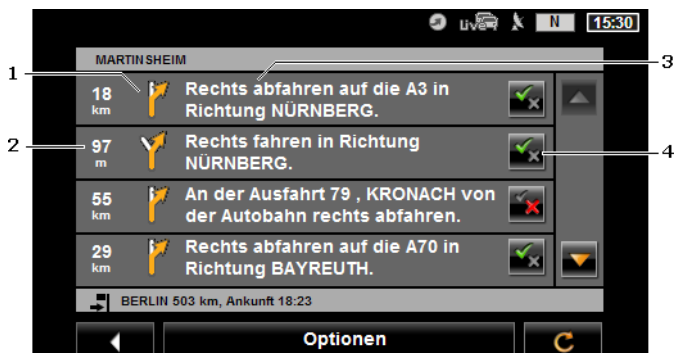 Live N 15:30
MARTINSHEIM
1
3
18 km
Rechts abfahren auf die A3 in
Richtung NÜRNBERG.
2
97 m
Rechts fahren in Richtung
NÜRNBERG.
4
55 km
An der Ausfahrt 79 , KRONACH von
der Autobahn rechts abfahren.
29 km
Rechts abfahren auf die A70 in
Richtung BAYREUTH.
BERLIN 503 km, Ankunft 18:23
Optionen